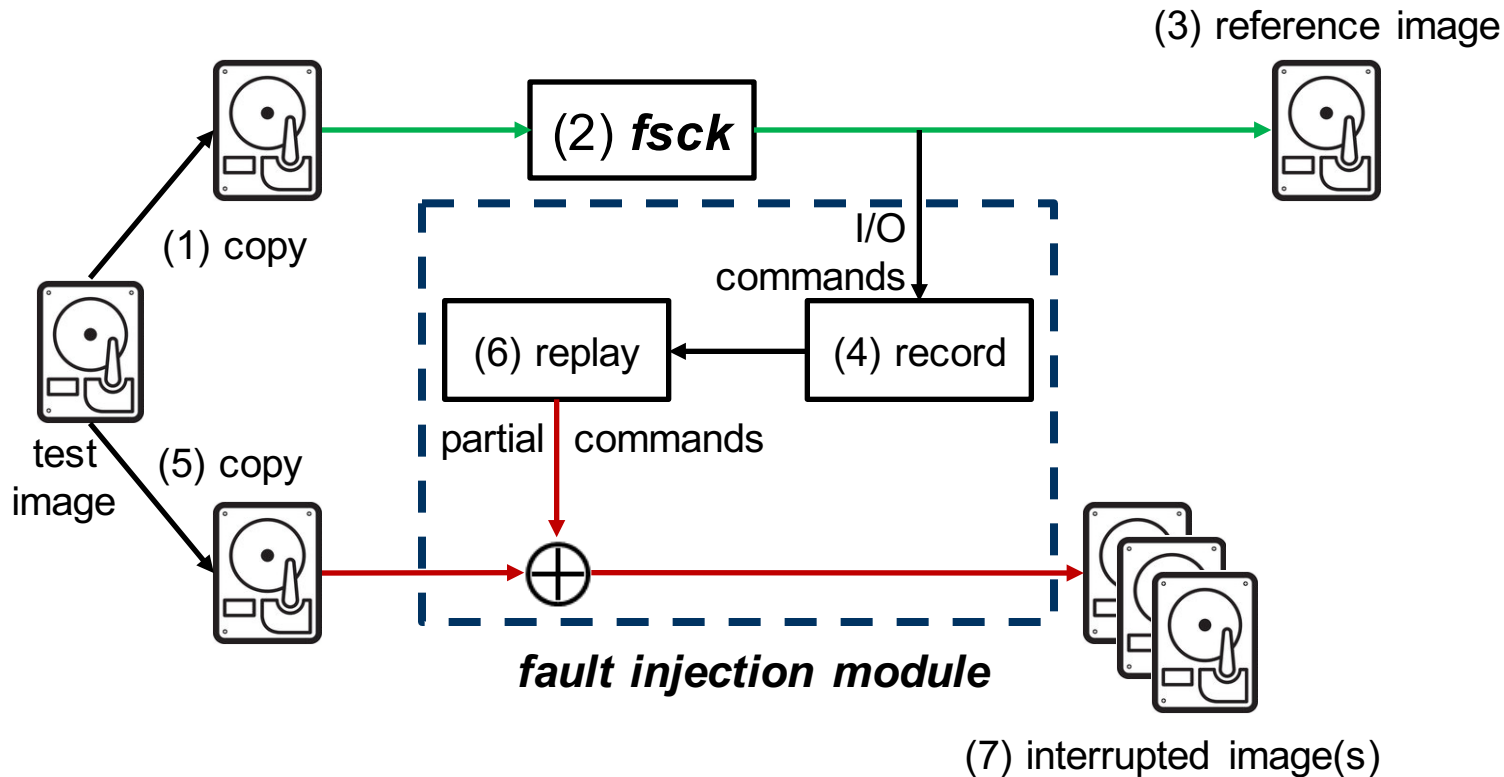 (3) reference image
(2) fsck
(1) copy
I/O
commands
(6) replay
(4) record
partial commands
test
image
(5) copy
fault injection module
(7) interrupted image(s)